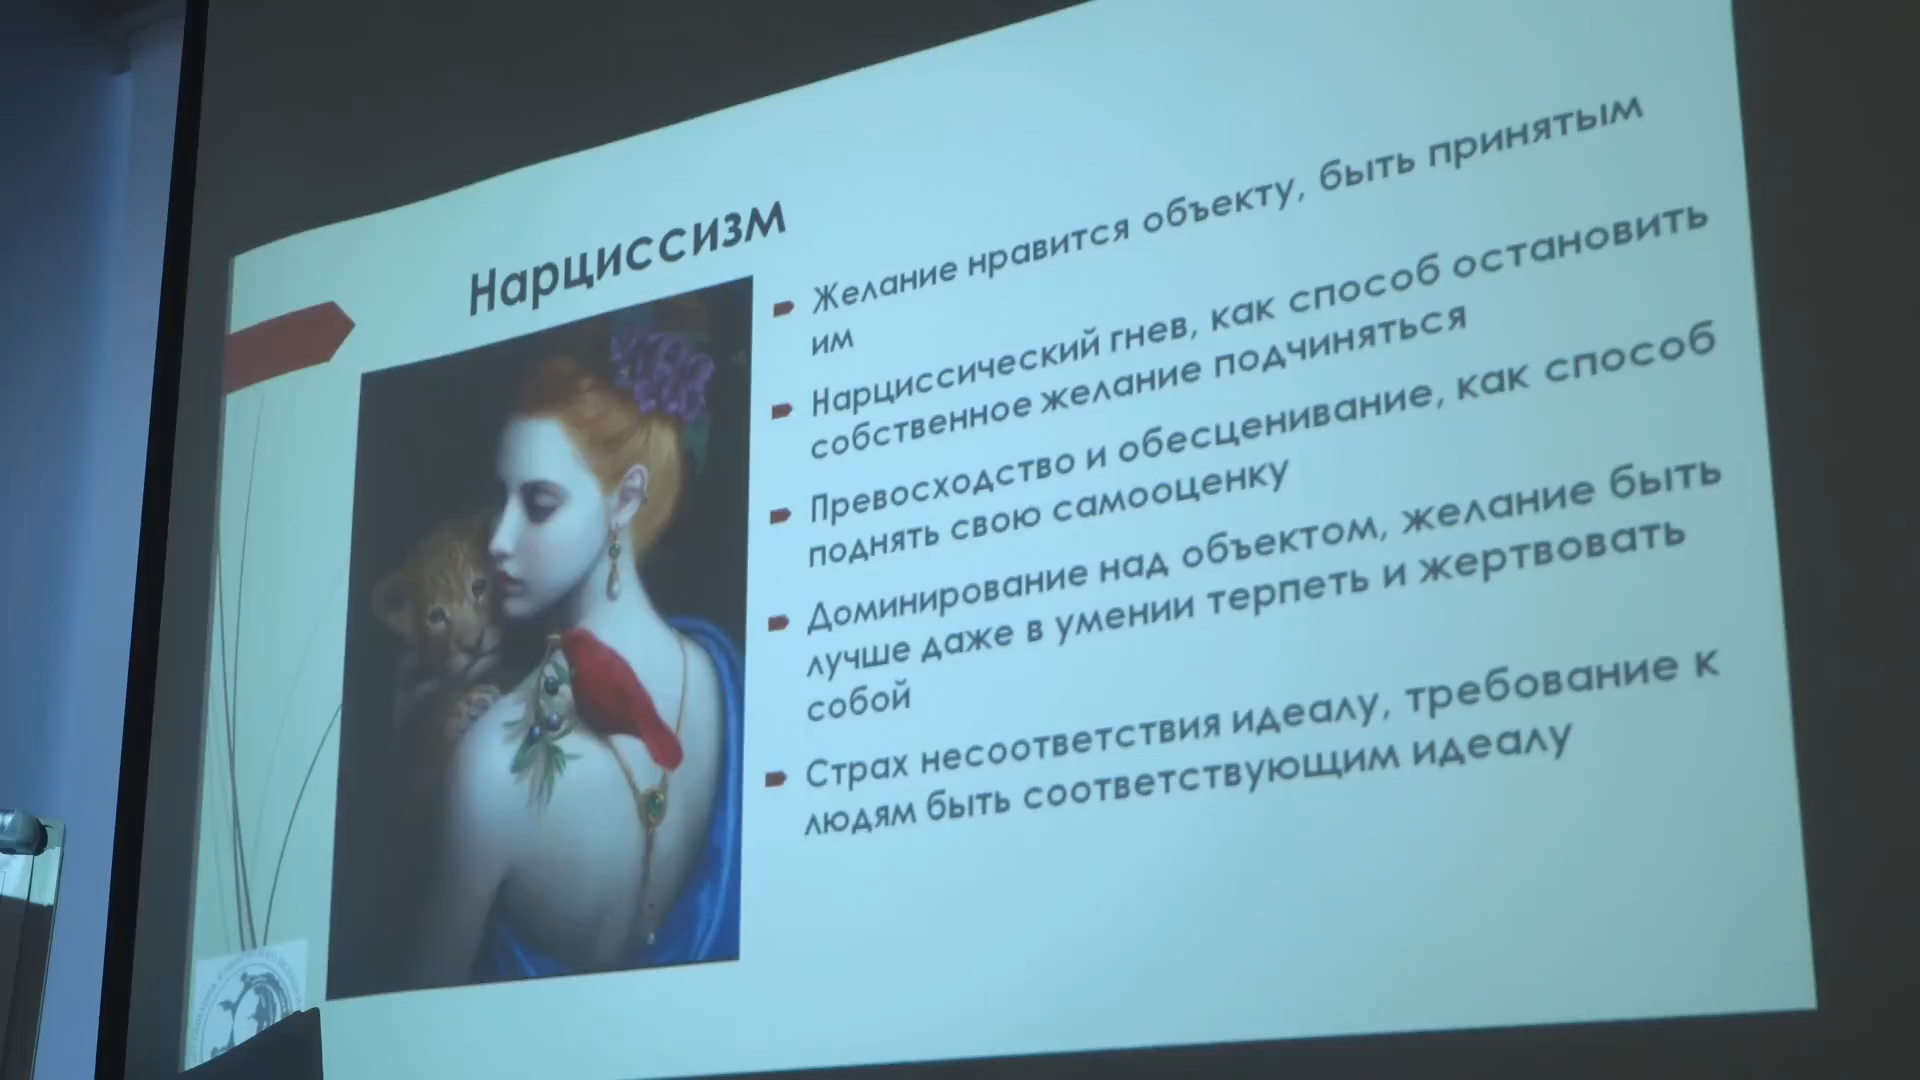 Нарциссизм
Желание нравится объекту, быть принятым
им
Нарциссический гнев, как способ остановить
собственное желание подчиняться
Превосходство и обесценивание, как способ
поднять свою самооценку
Доминирование над объектом, желание быть
лучше даже в умении терпеть и жертвовать
собой
Страх несоответствия идеалу, требование к
людям быть соответствующим идеалу